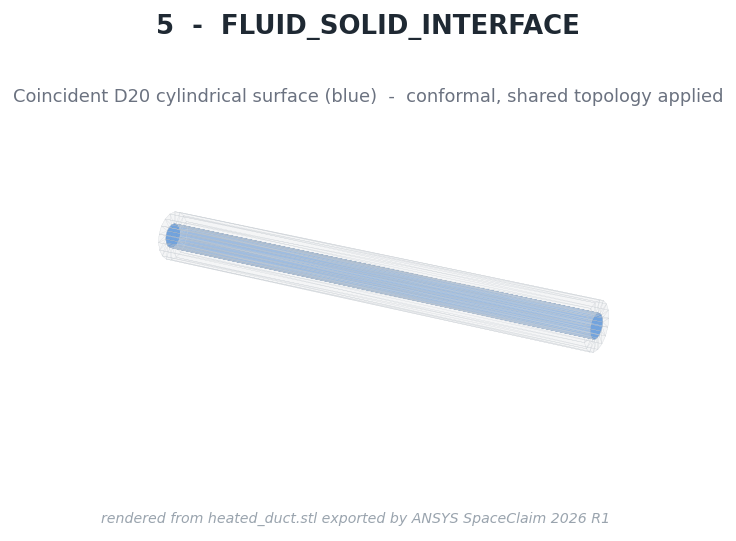 5 - FLUID_SOLID_INTERFACE
Coincident D20 cylindrical surface (blue) - conformal, shared topology applied
rendered from heated_duct.stl exported by ANSYS SpaceClaim 2026 R1